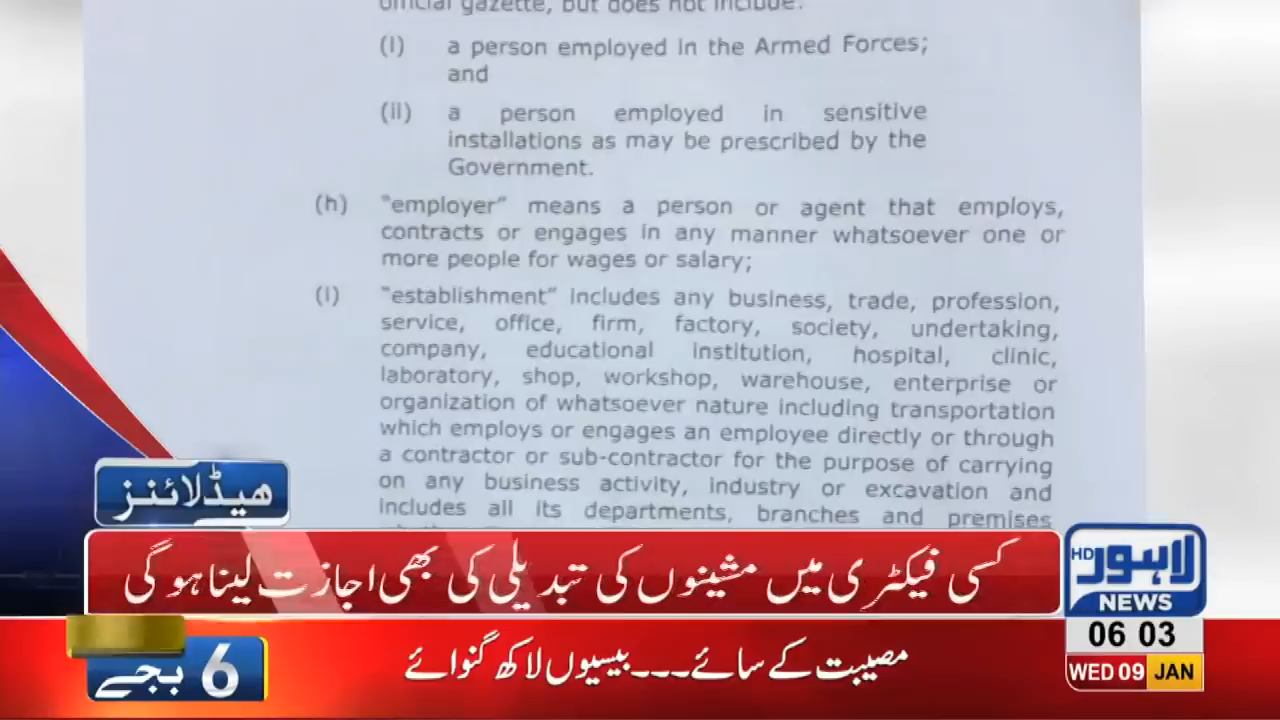 official gazette, but does not include:
(i) a person employed in the Armed Forces;
and
(ii) a person employed in sensitive
installations as may be prescribed by the
Government.
(h) "employer" means a person or agent that employs,
contracts or engages in any manner whatsoever one or
more people for wages or salary;
(i) "establishment" includes any business, trade, profession,
service, office, firm, factory, society, undertaking,
company, educational institution, hospital, clinic,
laboratory, shop, workshop, warehouse, enterprise or
organization of whatsoever nature including transportation
which employs or engages an employee directly or through
a contractor or sub-contractor for the purpose of carrying
on any business activity, industry or excavation and
includes all its departments, branches and premises
ہیڈلائنز
کسی فیکٹری میں مشینوں کی تبدیلی کی بھی اجازت لینا ہوگی
لاہور HD
NEWS
06 03
WED 09 JAN
6 بجے
مصیبت کے سائے۔۔۔بیسیوں لاکھ گنوائے